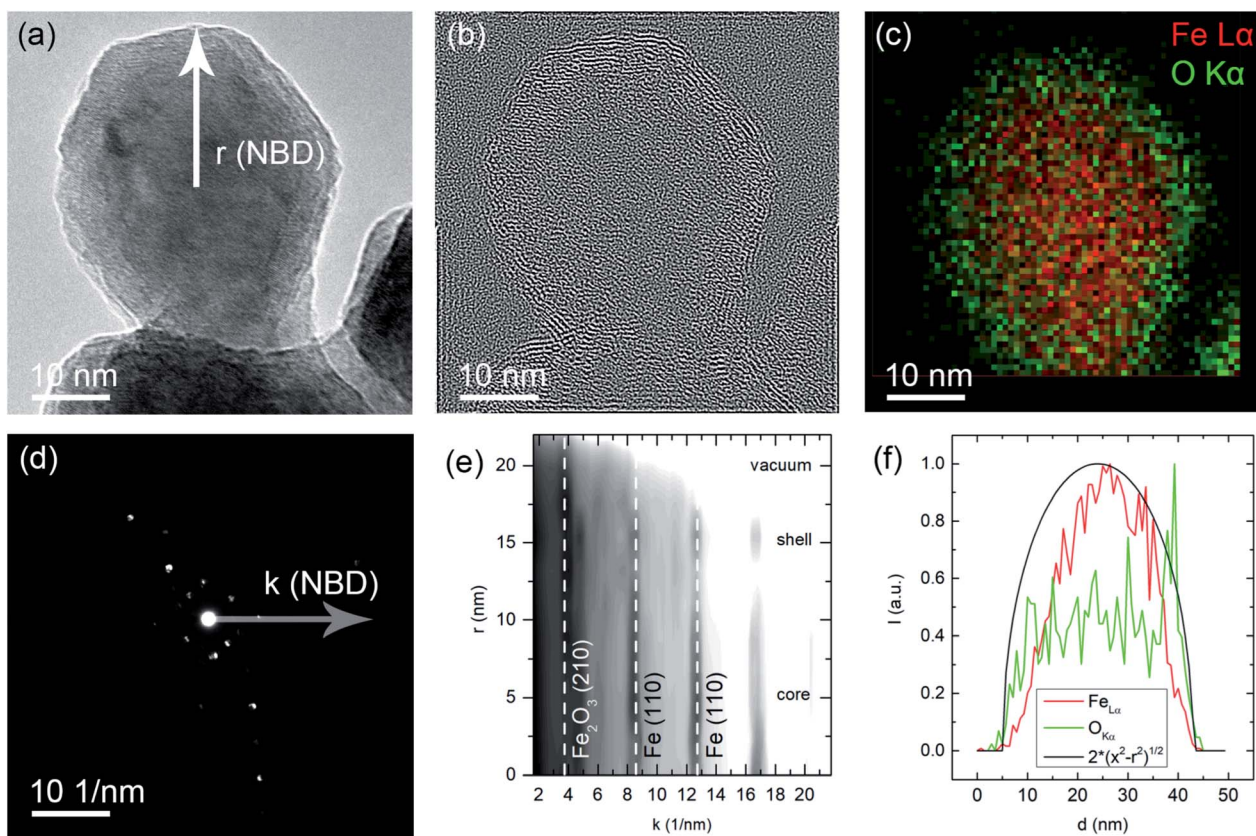 (a)
r (NBD)
10 nm
(b)
10 nm
(c)
Fe Lα
O Kα
10 nm
(d)
k (NBD)
10 1/nm
(e)
r (nm)
20
15
10
5
0
vacuum
shell
core
Fe2O3 (210)
Fe (110)
Fe (110)
2 4 6 8 10 12 14 16 18 20
k (1/nm)
(f)
I (a.u.)
1.0
0.8
0.6
0.4
0.2
0.0
FeLα
OKα
2*(x²-r²)^1/2
0 10 20 30 40 50
d (nm)